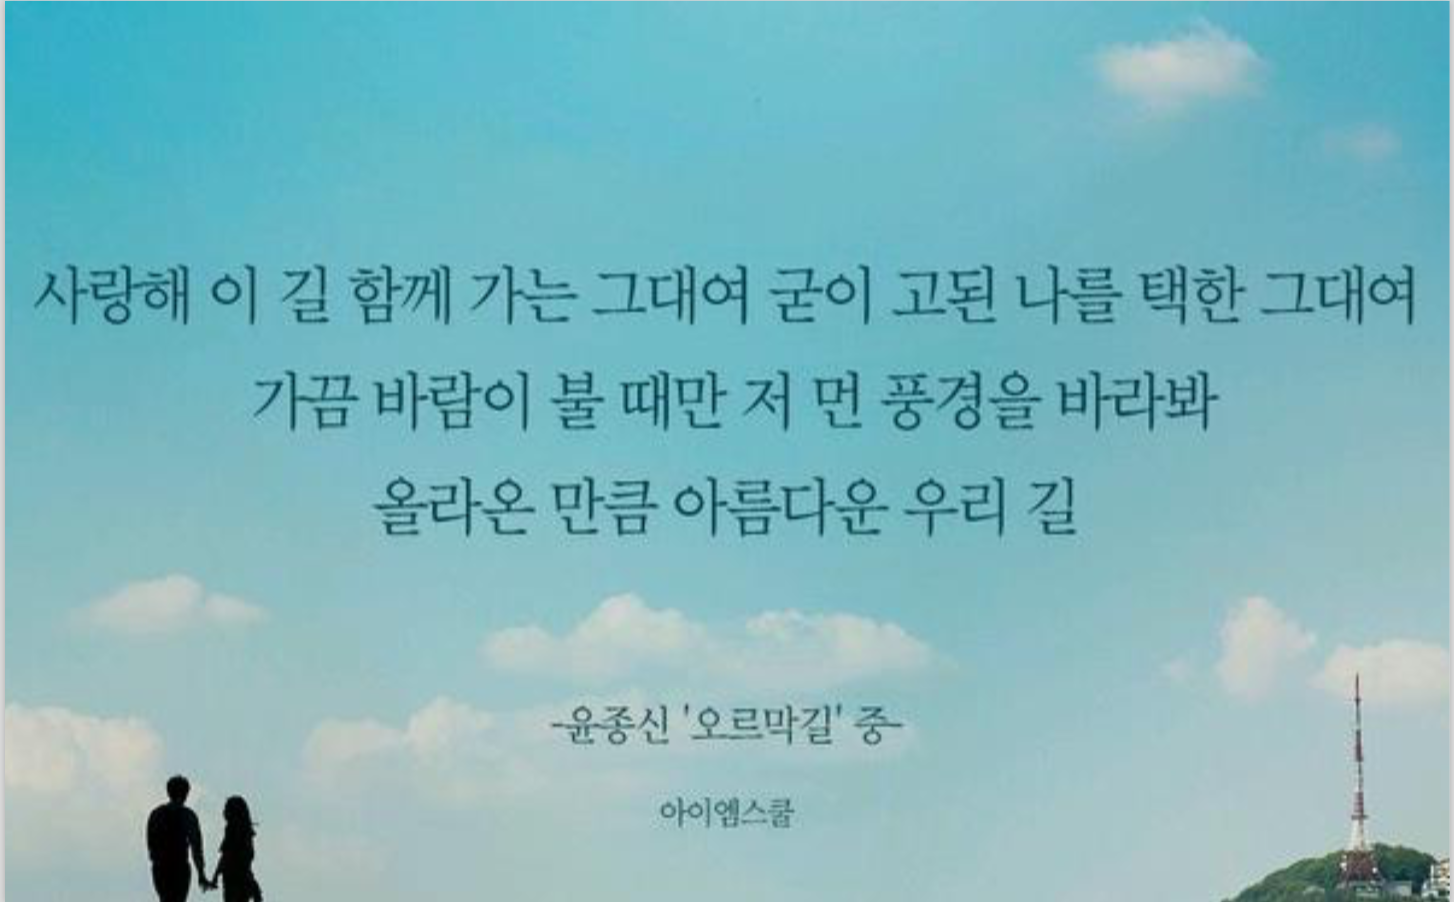 사랑해 이 길 함께 가는 그대여 굳이 고된 나를 택한 그대여
가끔 바람이 불 때만 저 먼 풍경을 바라봐
올라온 만큼 아름다운 우리 길
-윤종신 '오르막길' 중-
아이엠스쿨